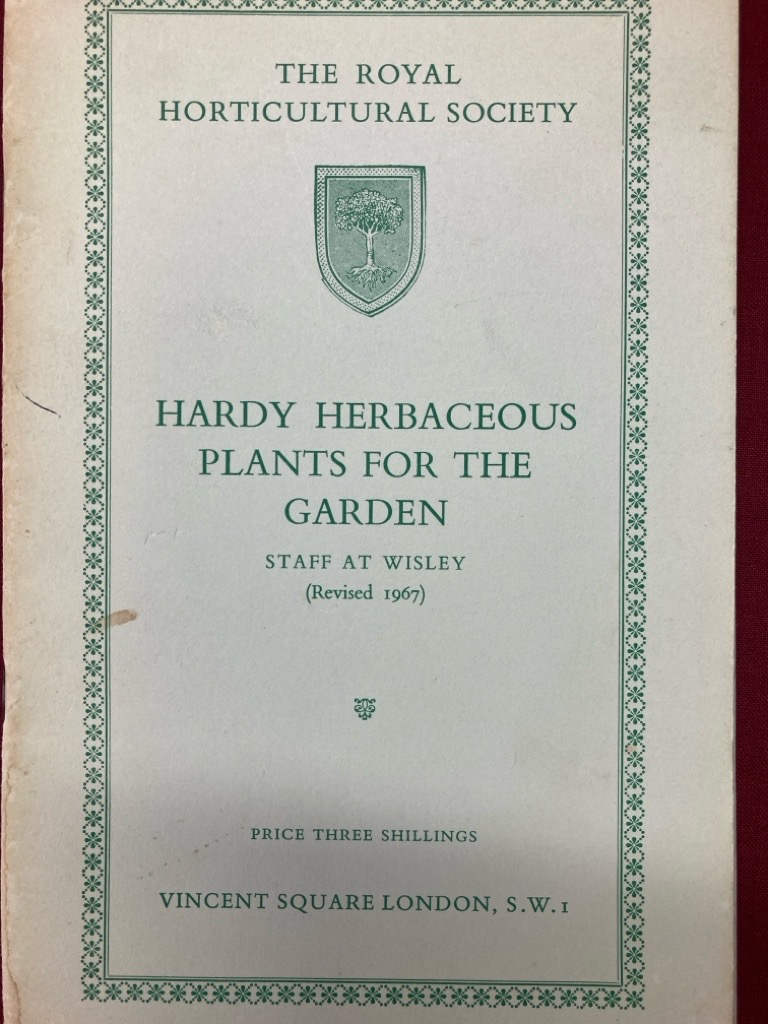 THE ROYAL
HORTICULTURAL SOCIETY
HARDY HERBACEOUS
PLANTS FOR THE
GARDEN
STAFF AT WISLEY
(Revised 1967)
PRICE THREE SHILLINGS
VINCENT SQUARE LONDON, S.W.1